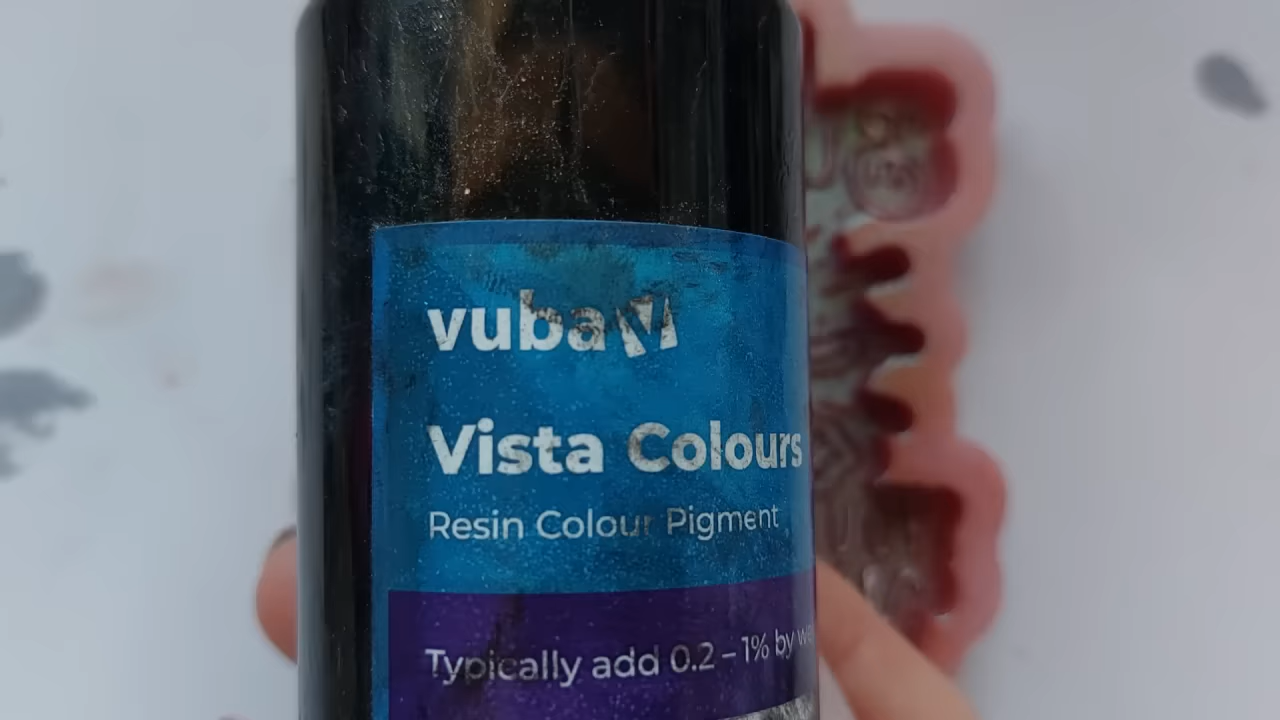 vuba
Vista Colours
Resin Colour Pigment
Typically add 0.2 – 1% by